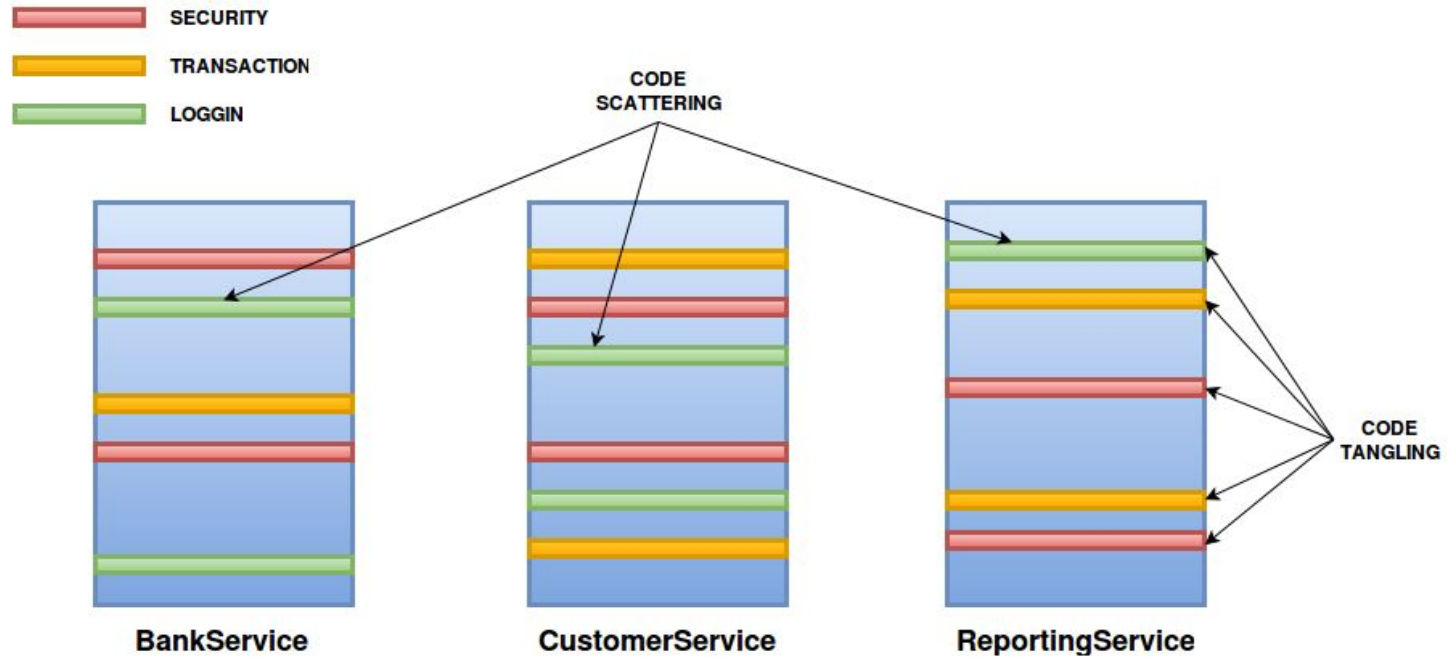 SECURITY
TRANSACTION
LOGGIN
CODE
SCATTERING
CODE
TANGLING
BankService
CustomerService
ReportingService